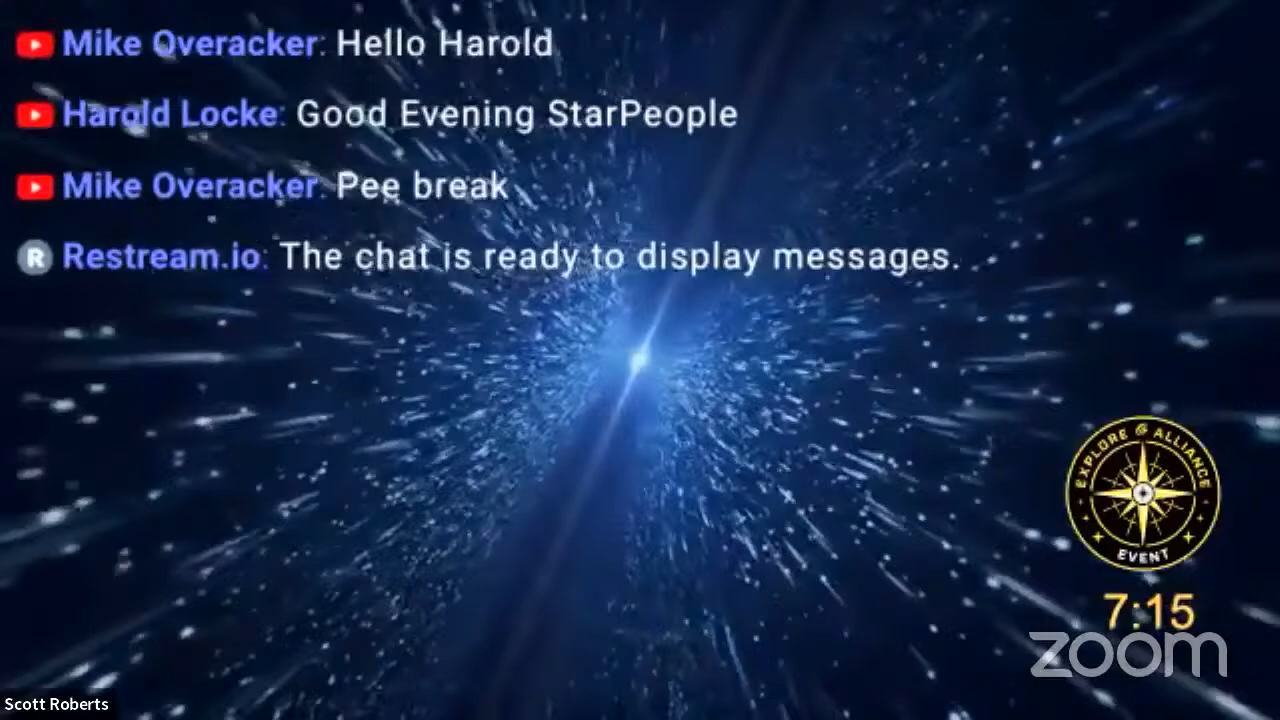 Mike Overacker: Hello Harold
Harold Locke: Good Evening StarPeople
Mike Overacker: Pee break
R Restream.io: The chat is ready to display messages.
EXPLORE ALLIANCE
EVENT
7:15
zoom
Scott Roberts